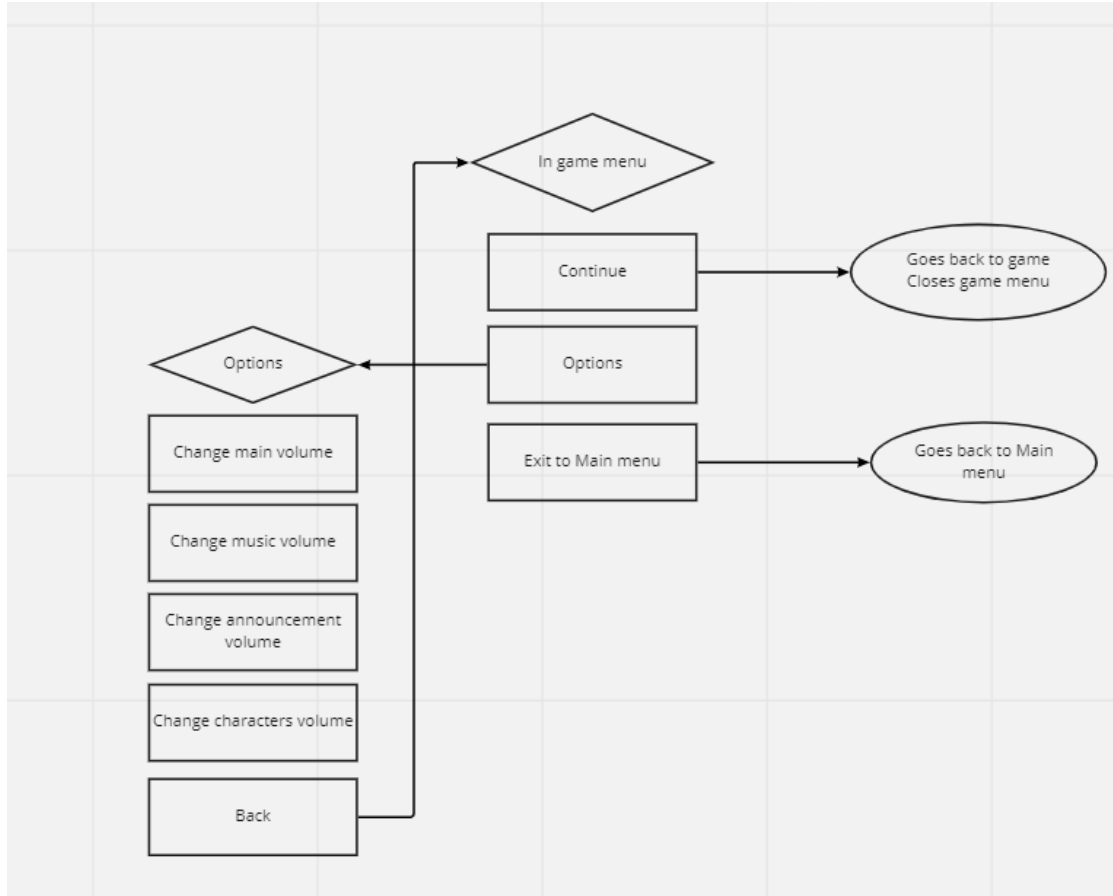 In game menu
Continue
Goes back to game
Closes game menu
Options
Options
Exit to Main menu
Goes back to Main
menu
Change main volume
Change music volume
Change announcement
volume
Change characters volume
Back